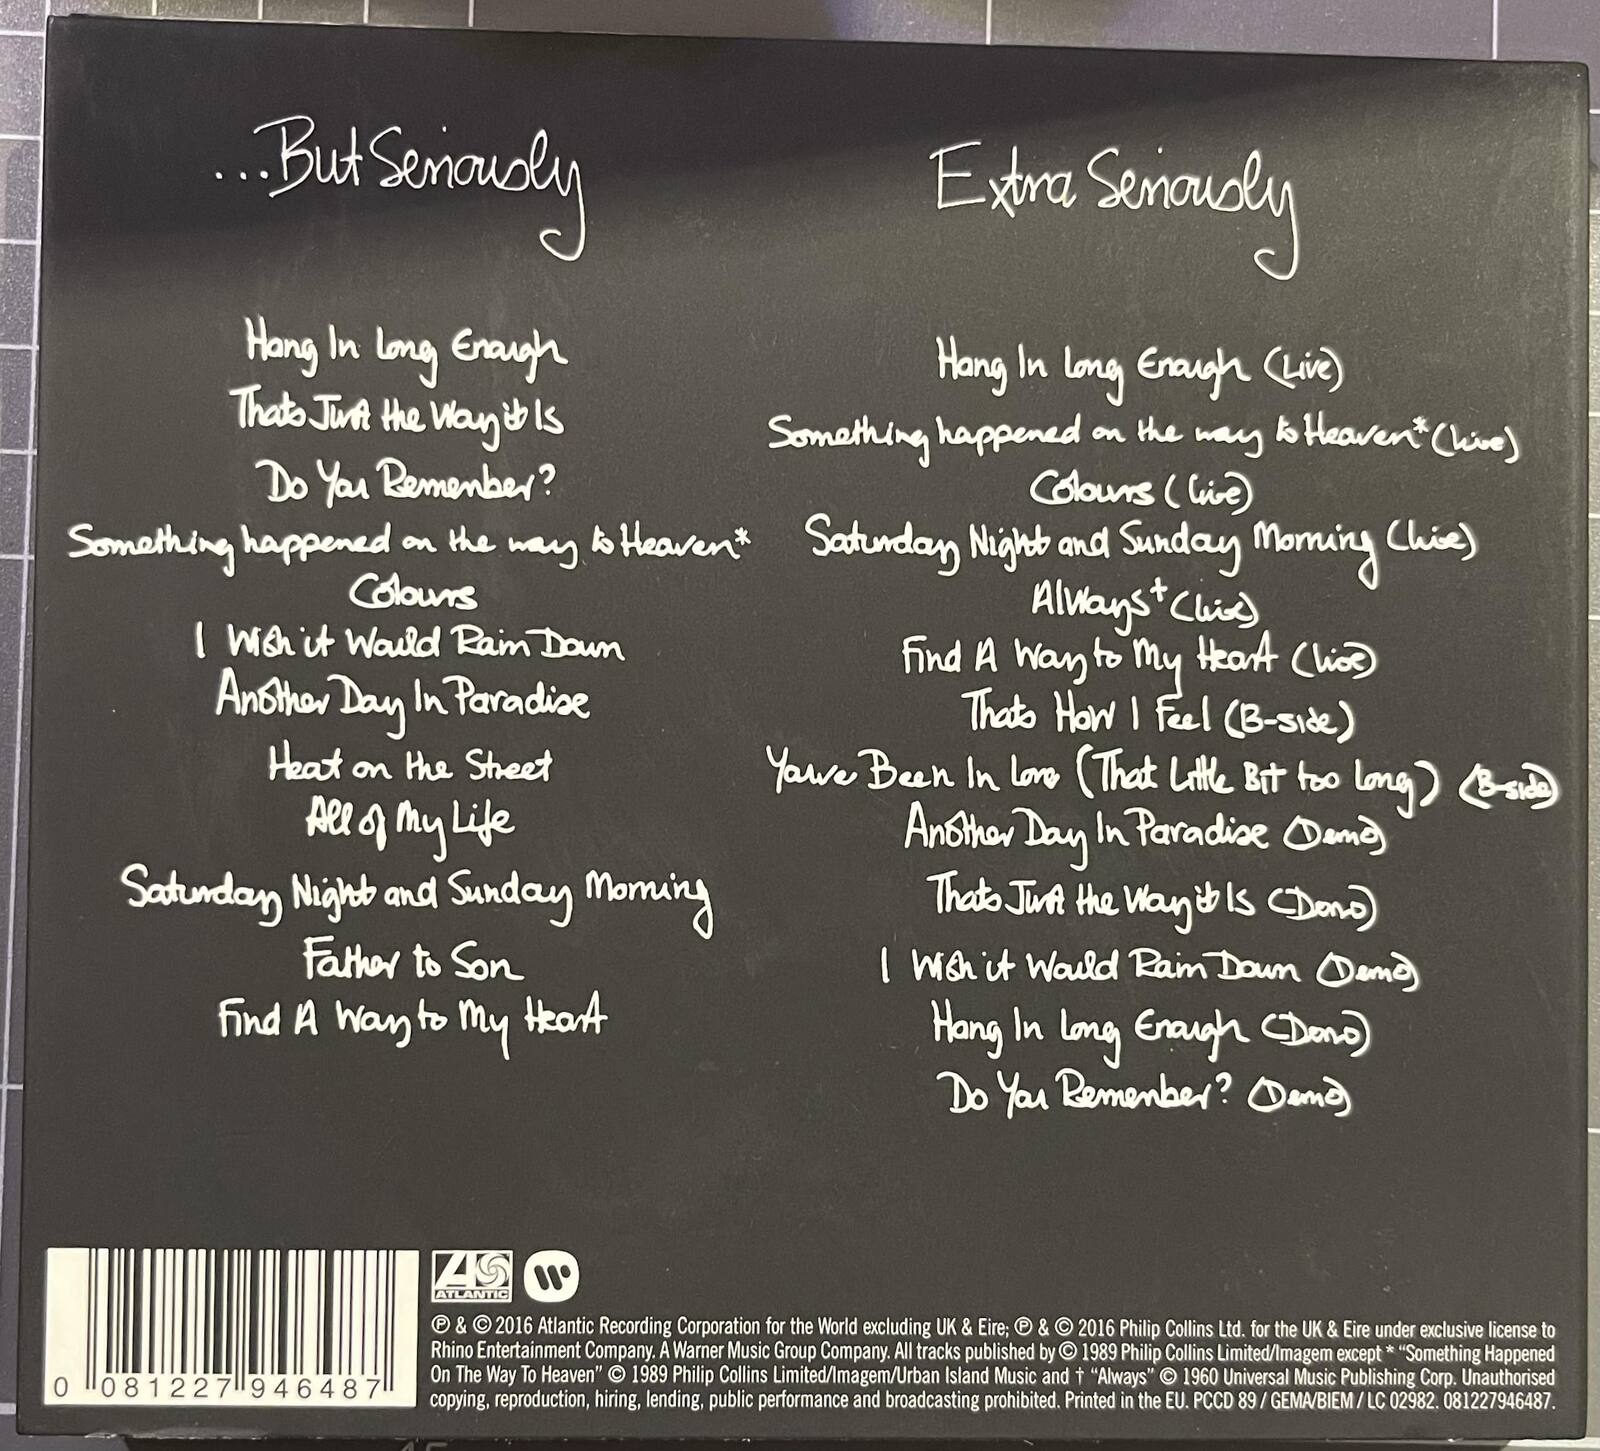 ...But Seriously
Hang In Long Enough
Thats Just the Way it Is
Do You Remember?
Something happened on the way to Heaven*
Colours
I Wish it Would Rain Down
Another Day In Paradise
Heat on the Street
All of My Life
Saturday Night and Sunday Morning
Father to Son
Find A Way to My Heart
Extra Seriously
Hang In Long Enough (Live)
Something happened on the way to Heaven* (live)
Colours (live)
Saturday Night and Sunday Morning (live)
Always† (live)
Find A Way to My Heart (live)
Thats How I Feel (B-side)
Youve Been In Love (That Little Bit too Long) (B-side)
Another Day In Paradise (Demo)
Thats Just the Way it Is (Demo)
I Wish it Would Rain Down (Demo)
Hang In Long Enough (Demo)
Do You Remember? (Demo)
0 081227 946487
ATLANTIC
℗ & © 2016 Atlantic Recording Corporation for the World excluding UK & Eire; ℗ & © 2016 Philip Collins Ltd. for the UK & Eire under exclusive license to
Rhino Entertainment Company. A Warner Music Group Company. All tracks published by © 1989 Philip Collins Limited/Imagem except * “Something Happened
On The Way To Heaven” © 1989 Philip Collins Limited/Imagem/Urban Island Music and † “Always” © 1960 Universal Music Publishing Corp. Unauthorised
copying, reproduction, hiring, lending, public performance and broadcasting prohibited. Printed in the EU. PCCD 89 / GEMA/BIEM / LC 02982. 081227946487.